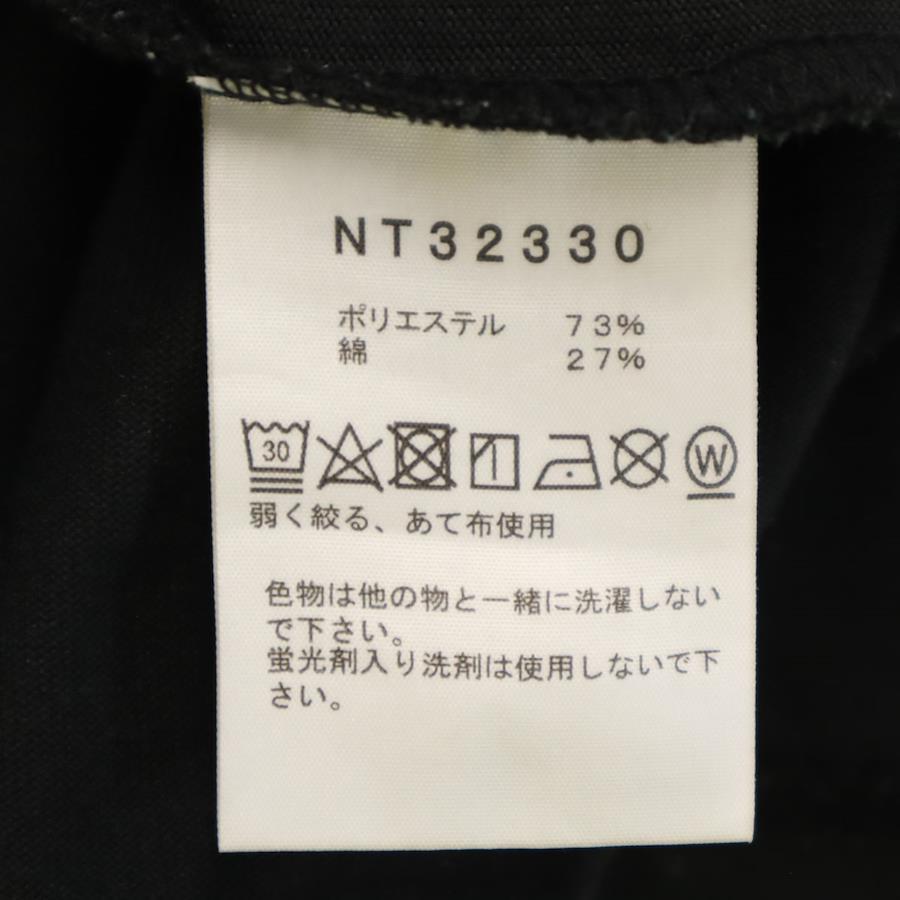 NT32330
ポリエステル 73%
綿 27%
30 W
弱く絞る、あて布使用
色物は他の物と一緒に洗濯しない
で下さい。
蛍光剤入り洗剤は使用しないで下
さい。